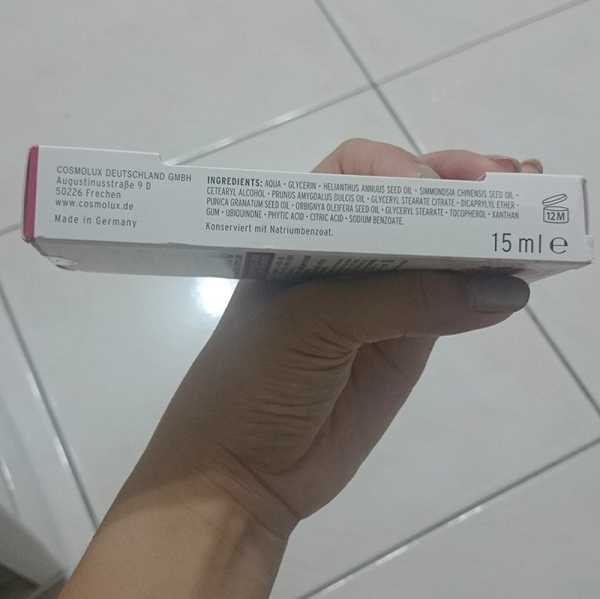 COSMOLUX DEUTSCHLAND GMBH
Augustinusstraße 9 D
50226 Frechen
www.cosmolux.de
Made in Germany
INGREDIENTS: AQUA • GLYCERIN • HELIANTHUS ANNUUS SEED OIL • SIMMONDSIA CHINENSIS SEED OIL •
CETEARYL ALCOHOL • PRUNUS AMYGDALUS DULCIS OIL • GLYCERYL STEARATE CITRATE • DICAPRYLYL ETHER •
PUNICA GRANATUM SEED OIL • ORBIGNYA OLEIFERA SEED OIL • GLYCERYL STEARATE • TOCOPHEROL • XANTHAN
GUM • UBIQUINONE • PHYTIC ACID • CITRIC ACID • SODIUM BENZOATE.
Konserviert mit Natriumbenzoat.
12M
15 ml e